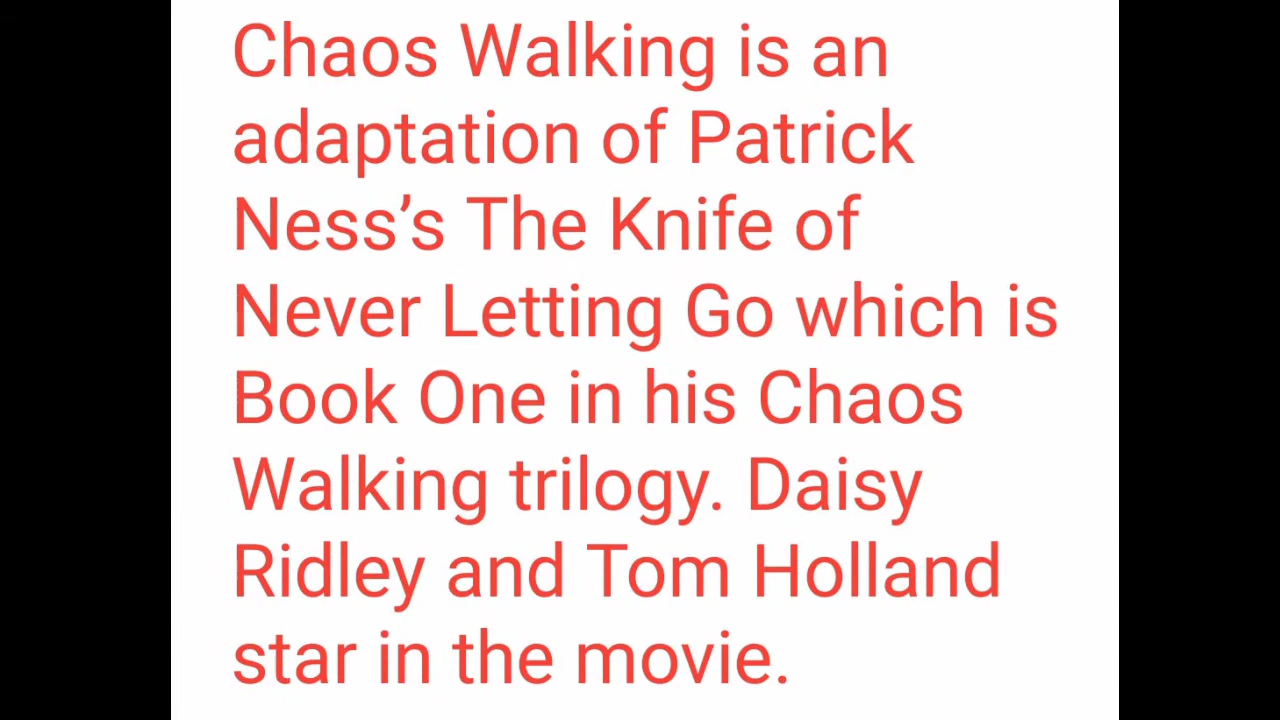 Chaos Walking is an
adaptation of Patrick
Ness’s The Knife of
Never Letting Go which is
Book One in his Chaos
Walking trilogy. Daisy
Ridley and Tom Holland
star in the movie.